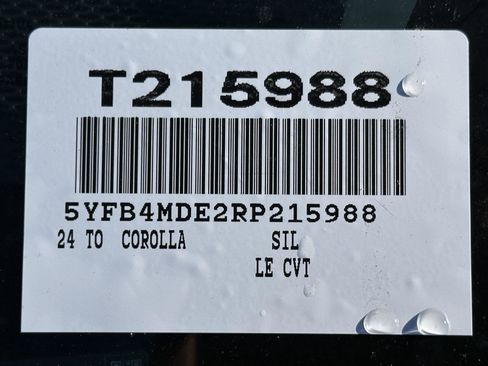 T215988
5YFB4MDE2RP215988
24 TO COROLLA SIL
LE CVT